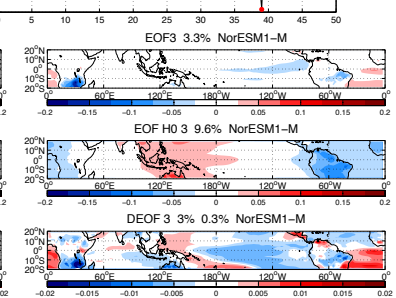 5 10 15 20 25 30 35 40 45 50
EOF3 3.3% NorESM1−M
20°N
10°N
0°
10°S
20°S
60°E 120°E 180°W 120°W 60°W 0°
−0.2 −0.15 −0.1 −0.05 0 0.05 0.1 0.15 0.2
EOF H0 3 9.6% NorESM1−M
20°N
10°N
0°
10°S
20°S
60°E 120°E 180°W 120°W 60°W 0°
−0.2 −0.15 −0.1 −0.05 0 0.05 0.1 0.15 0.2
DEOF 3 3% 0.3% NorESM1−M
20°N
10°N
0°
10°S
20°S
60°E 120°E 180°W 120°W 60°W 0°
−0.02 −0.015 −0.01 −0.005 0 0.005 0.01 0.015 0.02